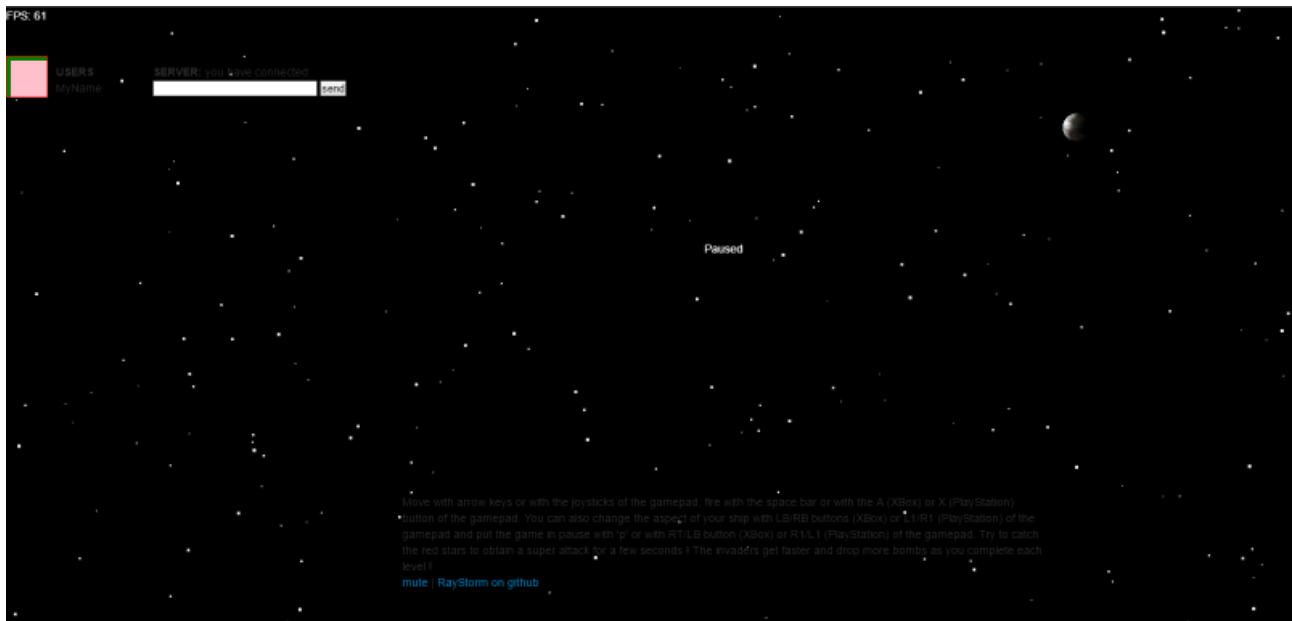 FPS: 61
USERS
MyName
SERVER: you have connected
send
Paused
Move with arrow keys or with the joysticks of the gamepad, fire with the space bar or with the A (XBox) or X (PlayStation)
button of the gamepad. You can also change the aspect of your ship with LB/RB buttons (XBox) or L1/R1 (PlayStation) of the
gamepad and put the game in pause with 'p' or with RT/LB button (XBox) or R1/L1 (PlayStation) of the gamepad. Try to catch
the red stars to obtain a super attack for a few seconds ! The invaders get faster and drop more bombs as you complete each
level !
mute | RayStorm on github